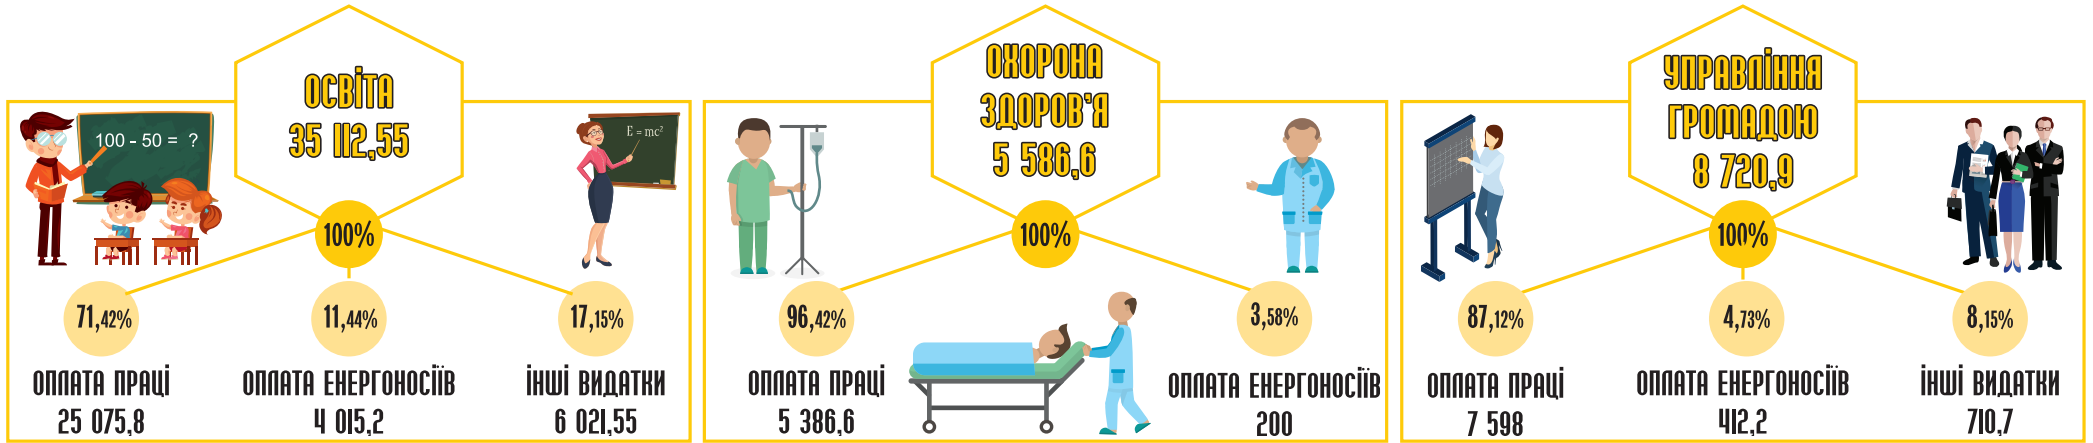 ОСВІТА
35 112,55
100 - 50 = ?
E = mc²
100%
71,42%
11,44%
17,15%
ОПЛАТА ПРАЦІ
25 075,8
ОПЛАТА ЕНЕРГОНОСІЇВ
4 015,2
ІНШІ ВИДАТКИ
6 021,55
ОХОРОНА
ЗДОРОВ'Я
5 586,6
100%
96,42%
3,58%
ОПЛАТА ПРАЦІ
5 386,6
ОПЛАТА ЕНЕРГОНОСІЇВ
200
УПРАВЛІННЯ
ГРОМАДОЮ
8 720,9
100%
87,12%
4,73%
8,15%
ОПЛАТА ПРАЦІ
7 598
ОПЛАТА ЕНЕРГОНОСІЇВ
412,2
ІНШІ ВИДАТКИ
710,7